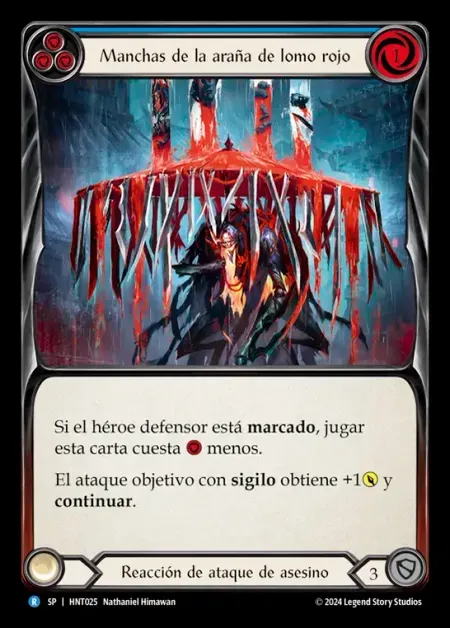 Manchas de la araña de lomo rojo
1
Si el héroe defensor está marcado, jugar
esta carta cuesta menos.
El ataque objetivo con sigilo obtiene +1 y
continuar.
Reacción de ataque de asesino
3
R SP | HNT025 Nathaniel Himawan
© 2024 Legend Story Studios